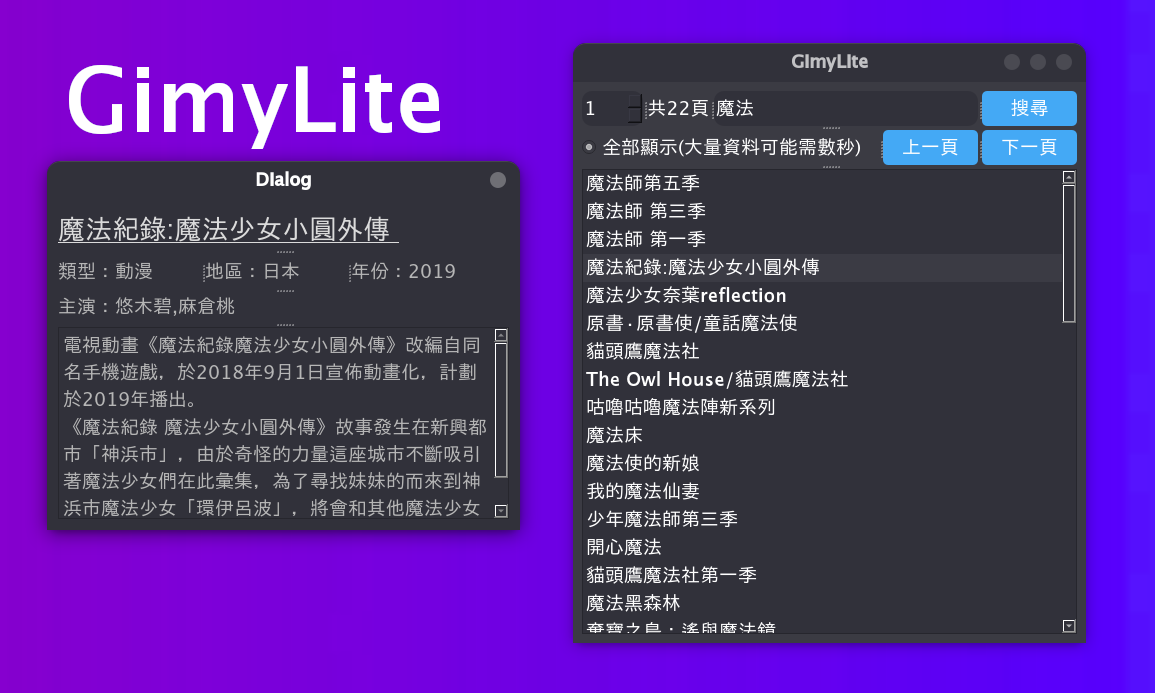 GimyLite
Dialog
魔法紀錄:魔法少女小圓外傳
類型：動漫 地區：日本 年份：2019
主演：悠木碧,麻倉桃
電視動畫《魔法紀錄魔法少女小圓外傳》改編自同
名手機遊戲，於2018年9月1日宣佈動畫化，計劃
於2019年播出。
《魔法紀錄 魔法少女小圓外傳》故事發生在新興都
市「神浜市」，由於奇怪的力量這座城市不斷吸引
著魔法少女們在此彙集，為了尋找妹妹的而來到神
浜市魔法少女「環伊呂波」，將會和其他魔法少女
GimyLite
1 共22頁 魔法 搜尋
全部顯示(大量資料可能需數秒) 上一頁 下一頁
魔法師第五季
魔法師 第三季
魔法師 第一季
魔法紀錄:魔法少女小圓外傳
魔法少女奈葉reflection
原書·原書使/童話魔法使
貓頭鷹魔法社
The Owl House/貓頭鷹魔法社
咕嚕咕嚕魔法陣新系列
魔法床
魔法使的新娘
我的魔法仙妻
少年魔法師第三季
開心魔法
貓頭鷹魔法社第一季
魔法黑森林
棄寶之島：遙與魔法鏡